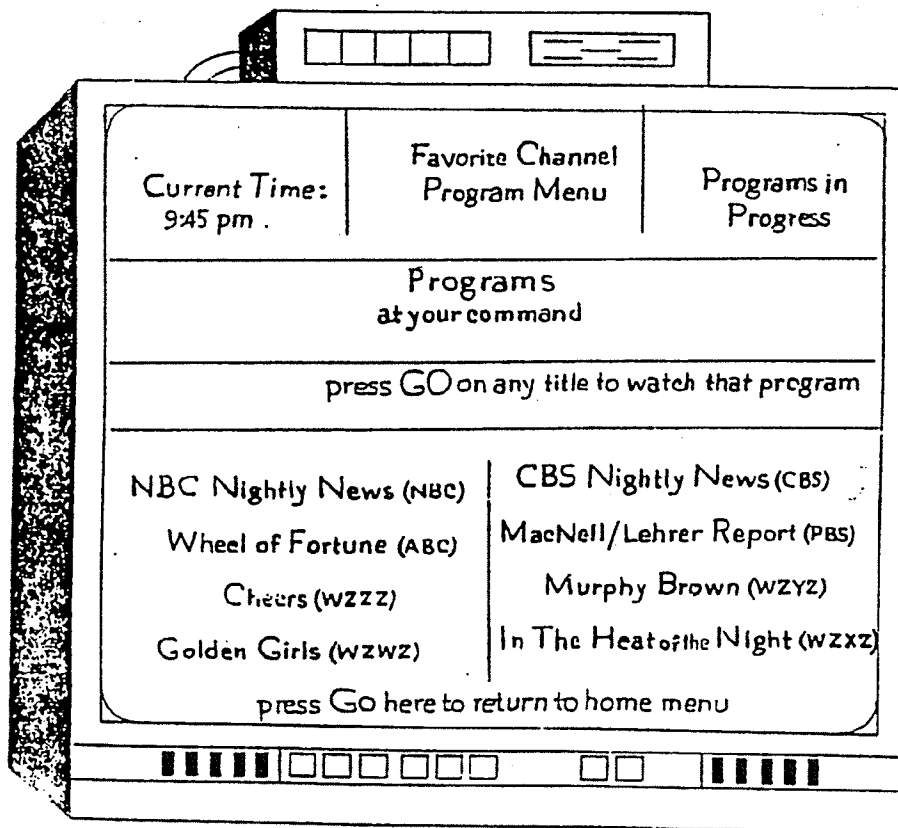 Current Time:
9:45 pm .
Favorite Channel
Program Menu
Programs in
Progress
Programs
at your command
press GO on any title to watch that program
NBC Nightly News (NBC)
Wheel of Fortune (ABC)
Cheers (WZZZ)
Golden Girls (WZWZ)
CBS Nightly News (CBS)
MacNell/Lehrer Report (PBS)
Murphy Brown (WZYZ)
In The Heat of the Night (WZXZ)
press Go here to return to home menu